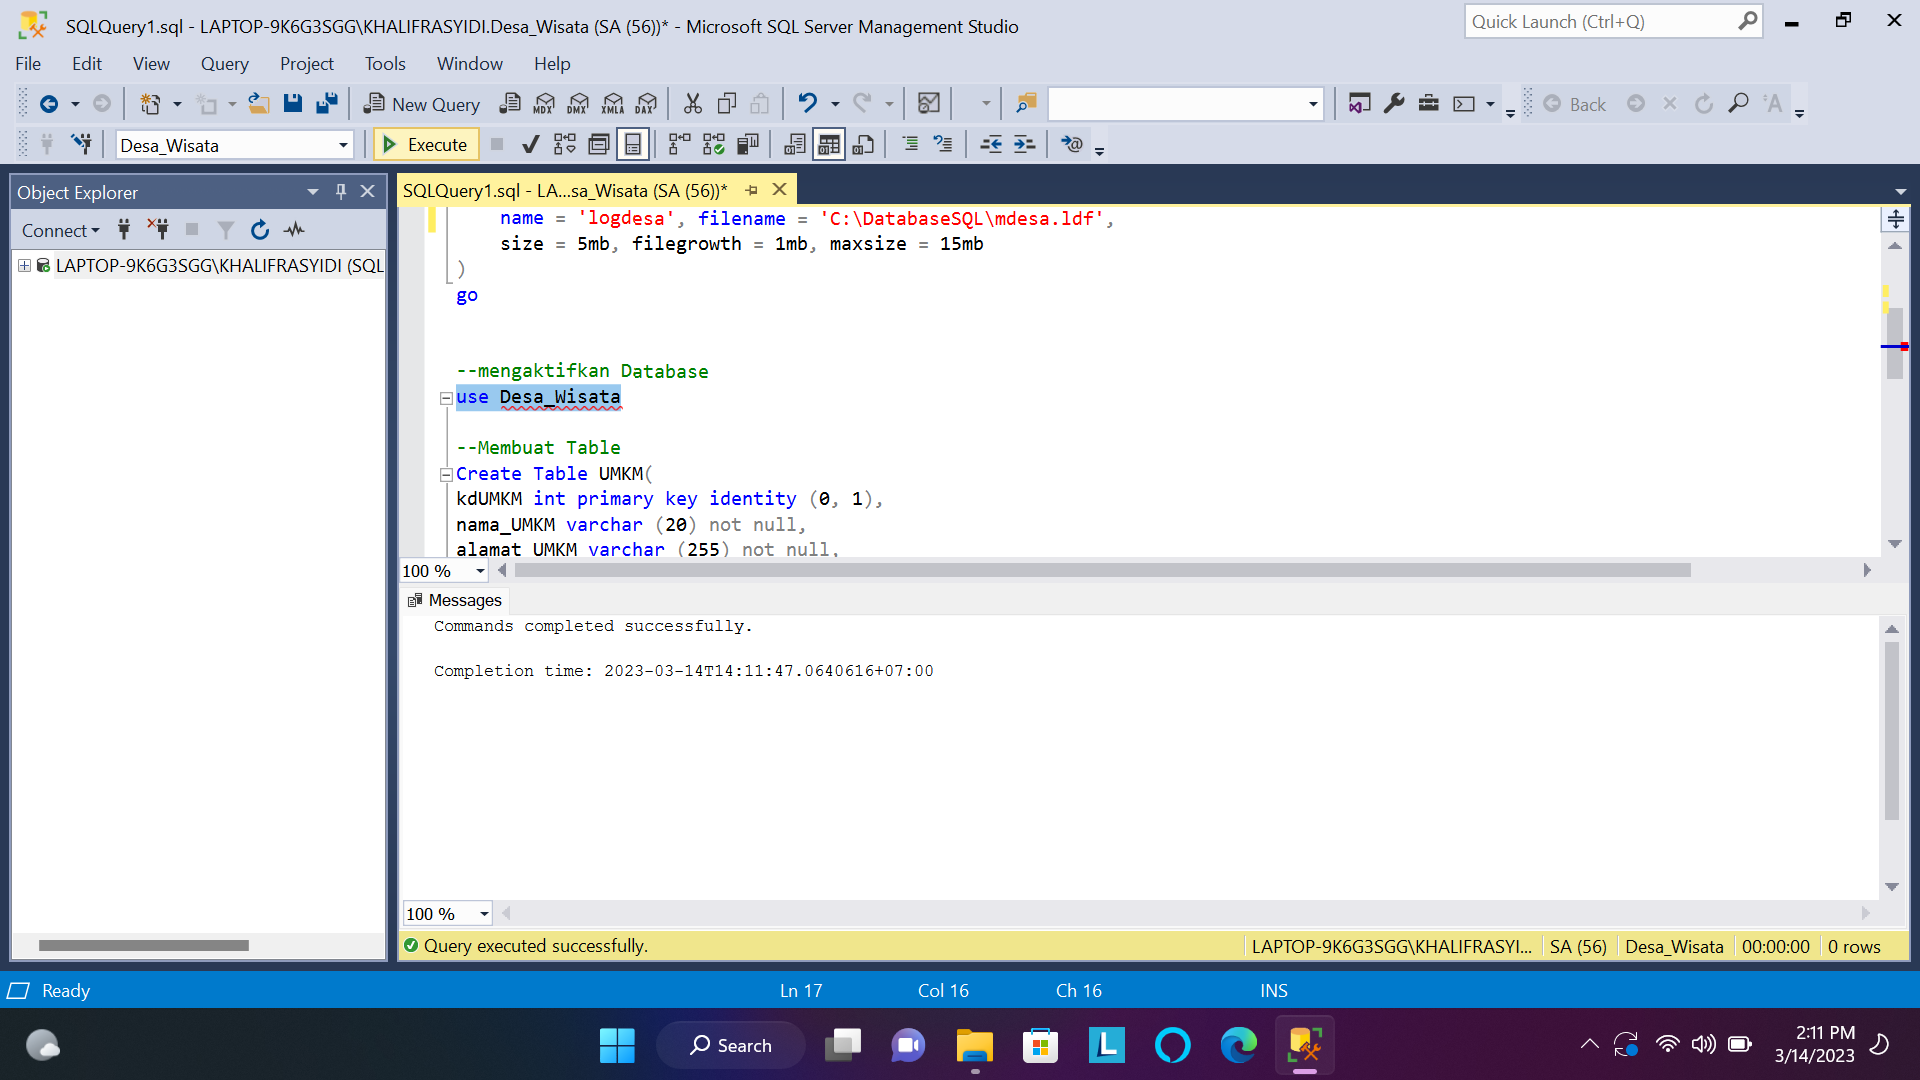 SQLQuery1.sql - LAPTOP-9K6G3SGG\KHALIFRASYIDI.Desa_Wisata (SA (56))* - Microsoft SQL Server Management Studio
Quick Launch (Ctrl+Q)
File Edit View Query Project Tools Window Help
New Query MDX DMX XMLA DAX Back
Desa_Wisata Execute
Object Explorer
Connect
LAPTOP-9K6G3SGG\KHALIFRASYIDI (SQL
SQLQuery1.sql - LA...sa_Wisata (SA (56))*
name = 'logdesa', filename = 'C:\DatabaseSQL\mdesa.ldf',
size = 5mb, filegrowth = 1mb, maxsize = 15mb
)
go
--mengaktifkan Database
use Desa_Wisata
--Membuat Table
Create Table UMKM(
kdUMKM int primary key identity (0, 1),
nama_UMKM varchar (20) not null,
alamat_UMKM varchar (255) not null,
100 %
Messages
Commands completed successfully.
Completion time: 2023-03-14T14:11:47.0640616+07:00
100 %
Query executed successfully. LAPTOP-9K6G3SGG\KHALIFRASYI... SA (56) Desa_Wisata 00:00:00 0 rows
Ready Ln 17 Col 16 Ch 16 INS
Search
L
2:11 PM
3/14/2023